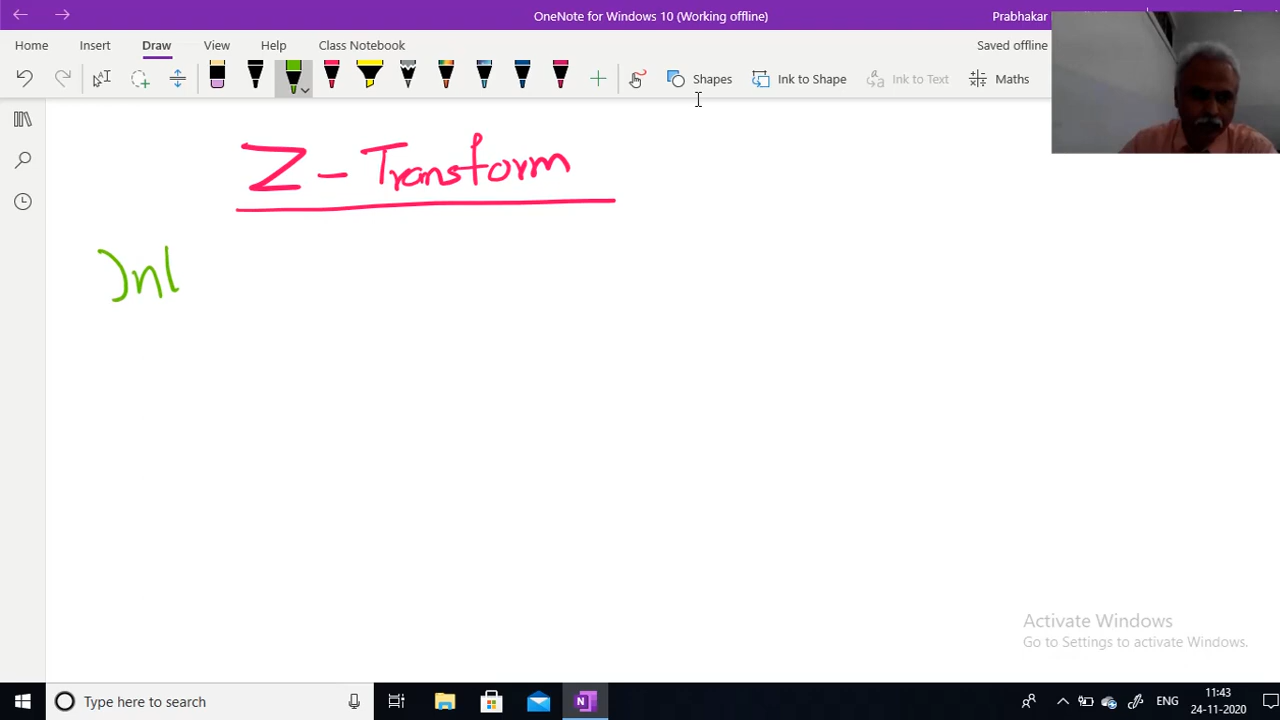 OneNote for Windows 10 (Working offline)
Prabhakar
Home Insert Draw View Help Class Notebook
Saved offline
Shapes Ink to Shape Ink to Text Maths
Z - Transform
Int
Activate Windows
Go to Settings to activate Windows.
Type here to search
N
ENG
11:43
24-11-2020